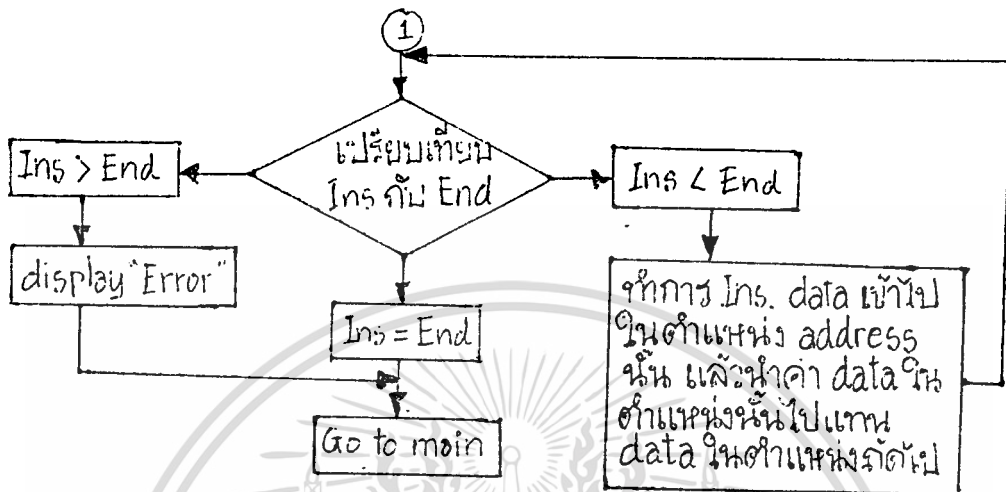 1
เปรียบเทียบ
Ins กับ End
Ins > End
Ins < End
display "Error"
Ins = End
Go to main
ทำการ Ins. data เข้าไป
ในตำแหน่ง address
นั้น แล้วนำค่า data ใน
ตำแหน่งนั้นไปแทน
data ในตำแหน่งถัดไป